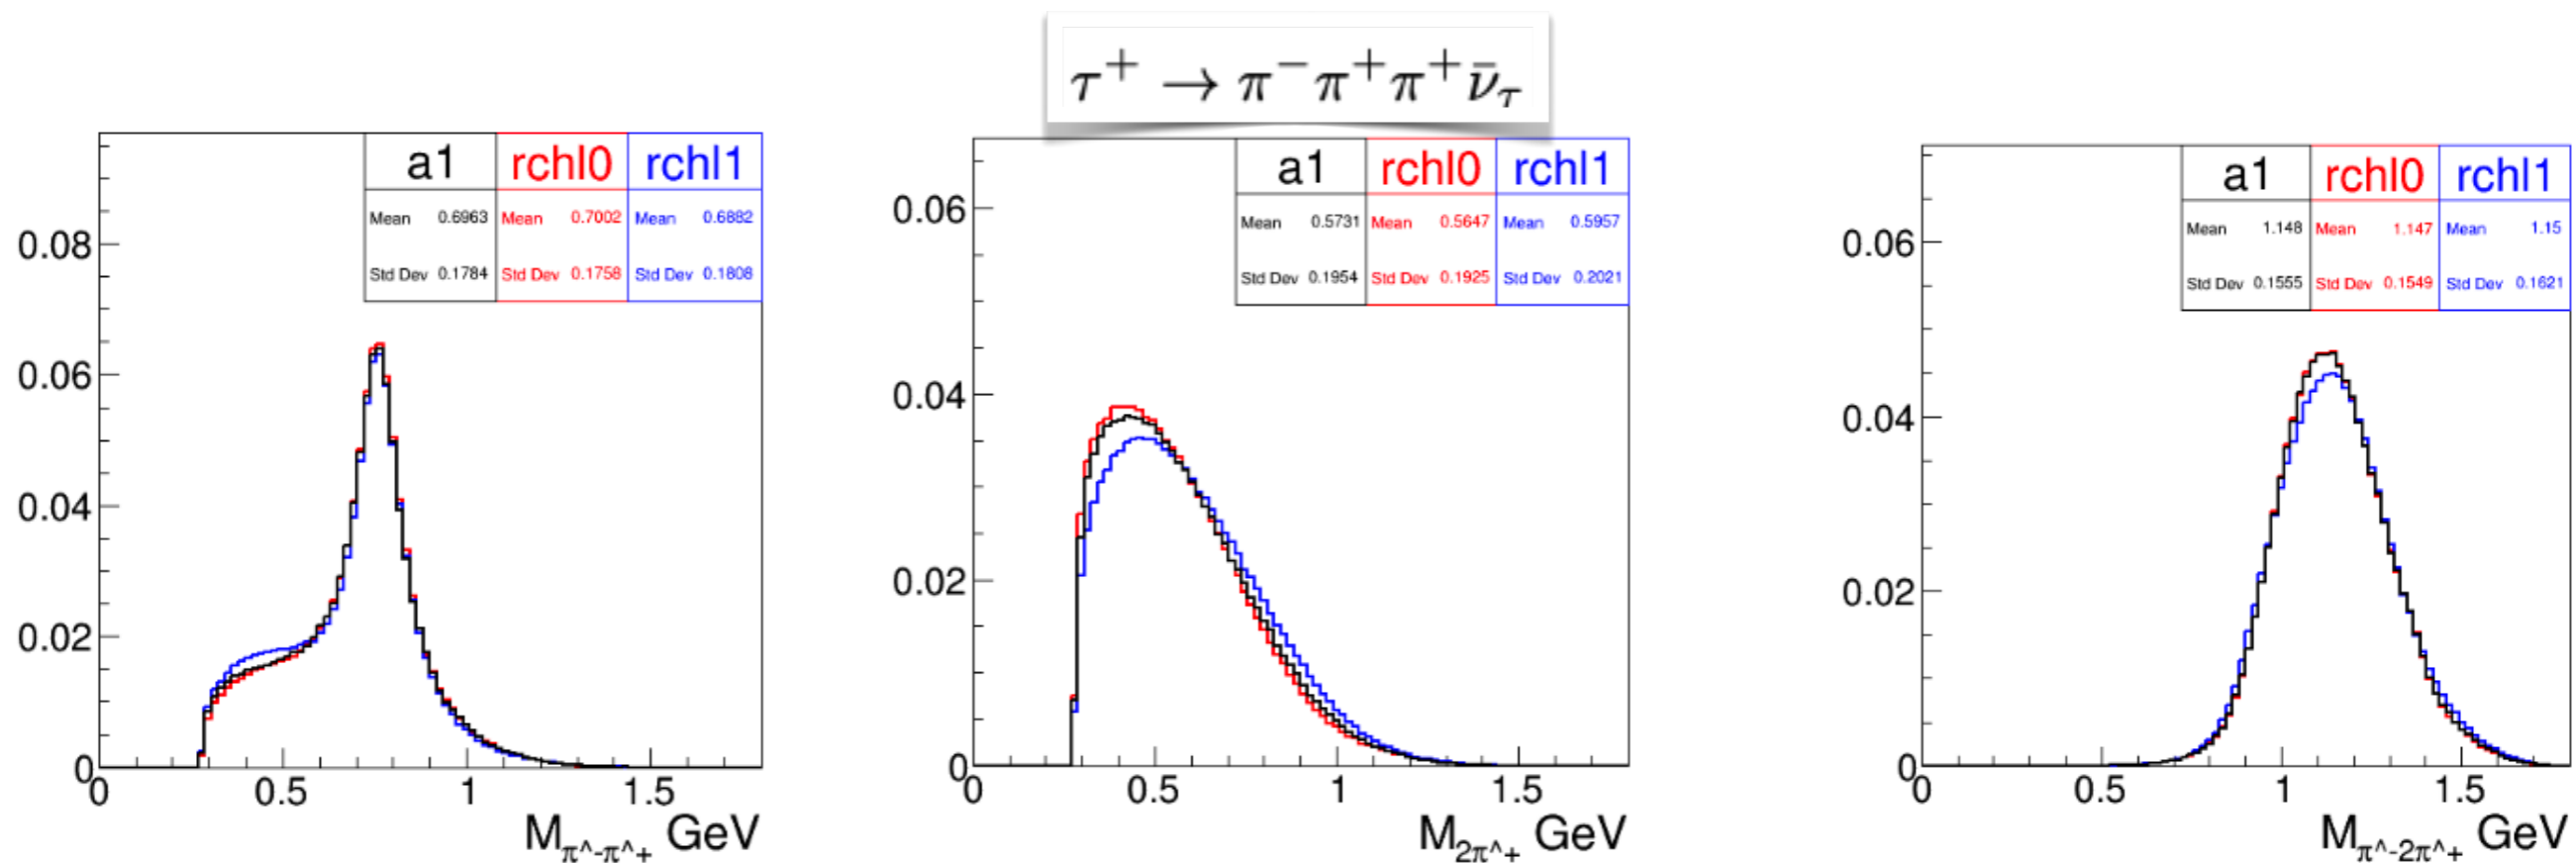 τ⁺ → π⁻π⁺π⁺ν̄_τ
a1 rchl0 rchl1
Mean 0.6963 Mean 0.7002 Mean 0.6882
Std Dev 0.1784 Std Dev 0.1758 Std Dev 0.1808
0.08
0.06
0.04
0.02
0
0 0.5 1 1.5
M_π^-π^+ GeV
a1 rchl0 rchl1
Mean 0.5731 Mean 0.5647 Mean 0.5957
Std Dev 0.1954 Std Dev 0.1925 Std Dev 0.2021
0.06
0.04
0.02
0
0 0.5 1 1.5
M_2π^+ GeV
a1 rchl0 rchl1
Mean 1.148 Mean 1.147 Mean 1.15
Std Dev 0.1555 Std Dev 0.1549 Std Dev 0.1621
0.06
0.04
0.02
0
0 0.5 1 1.5
M_π^-2π^+ GeV